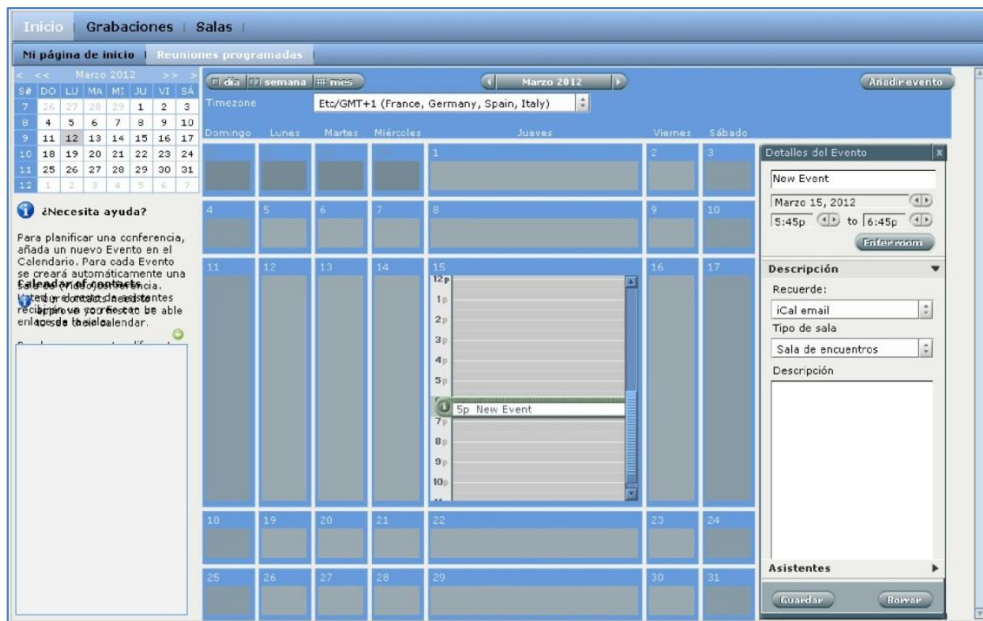 Inicio Grabaciones Salas
Mi página de inicio Reuniones programadas
< << Marzo 2012 >> >
S# DO LU MA MI JU VI SÁ
7 26 27 28 29 1 2 3
8 4 5 6 7 8 9 10
9 11 12 13 14 15 16 17
10 18 19 20 21 22 23 24
11 25 26 27 28 29 30 31
12 1 2 3 4 5 6 7
¿Necesita ayuda?
Para planificar una conferencia,
añada un nuevo Evento en el
Calendario. Para cada Evento
se creará automáticamente una
Calendar of contacts
día semana mes
Marzo 2012
Añadir evento
Timezone
Etc/GMT+1 (France, Germany, Spain, Italy)
Domingo Lunes Martes Miércoles Jueves Viernes Sábado
1 2 3
4 5 6 7 8 9 10
11 12 13 14 15 16 17
12p
1p
2p
3p
4p
5p
5p New Event
7p
8p
9p
10p
18 19 20 21 22 23 24
25 26 27 28 29 30 31
Detalles del Evento x
New Event
Marzo 15, 2012
5:45p to 6:45p
Enter room
Descripción
Recuerde:
iCal email
Tipo de sala
Sala de encuentros
Descripción
Asistentes
Guardar Borrar